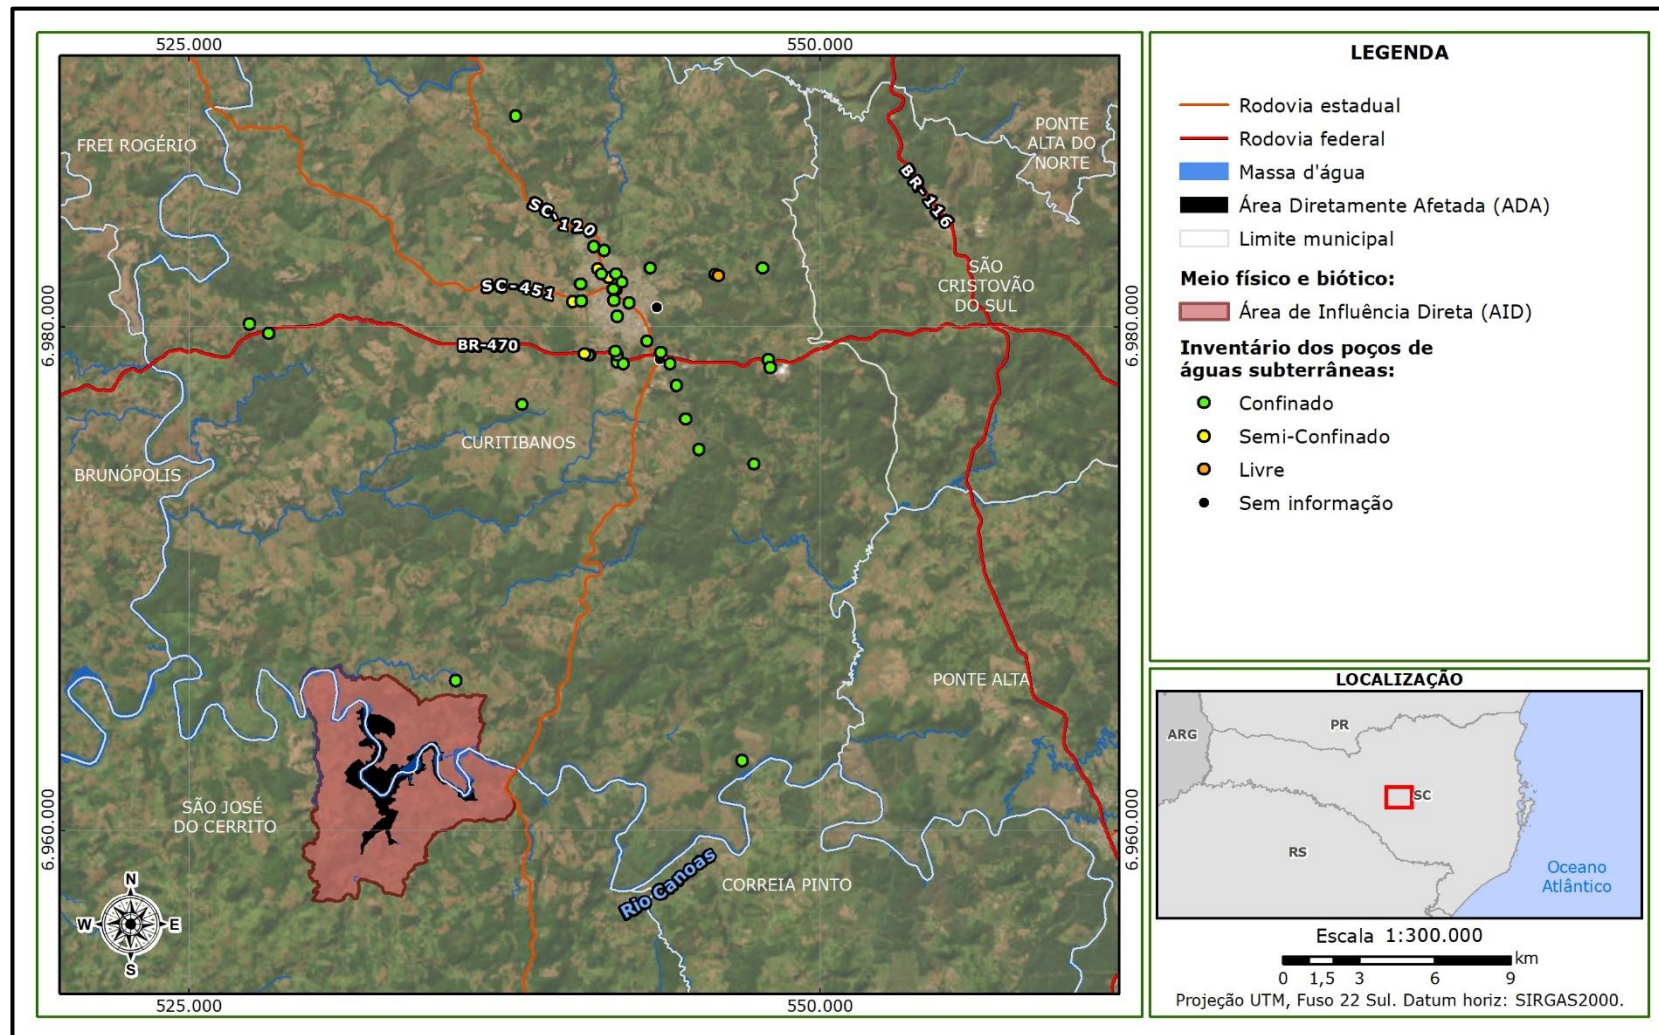 525.000
550.000
FREI ROGÉRIO
PONTE
ALTA DO
NORTE
BR-116
SC-120
SÃO
CRISTOVÃO
DO SUL
SC-451
6.980.000
6.980.000
BR-470
CURITIBANOS
BRUNÓPOLIS
PONTE ALTA
SÃO JOSÉ
DO CERRITO
6.960.000
6.960.000
Rio Canoas
CORREIA PINTO
N
W
E
S
525.000
550.000
LEGENDA
Rodovia estadual
Rodovia federal
Massa d'água
Área Diretamente Afetada (ADA)
Limite municipal
Meio físico e biótico:
Área de Influência Direta (AID)
Inventário dos poços de
águas subterrâneas:
Confinado
Semi-Confinado
Livre
Sem informação
LOCALIZAÇÃO
ARG
PR
SC
RS
Oceano
Atlântico
Escala 1:300.000
km
0 1,5 3 6 9
Projeção UTM, Fuso 22 Sul. Datum horiz: SIRGAS2000.